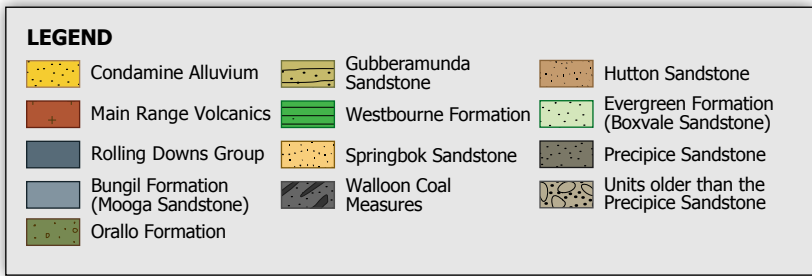 LEGEND
Condamine Alluvium
Main Range Volcanics
Rolling Downs Group
Bungil Formation
(Mooga Sandstone)
Orallo Formation
Gubberamunda
Sandstone
Westbourne Formation
Springbok Sandstone
Walloon Coal
Measures
Hutton Sandstone
Evergreen Formation
(Boxvale Sandstone)
Precipice Sandstone
Units older than the
Precipice Sandstone